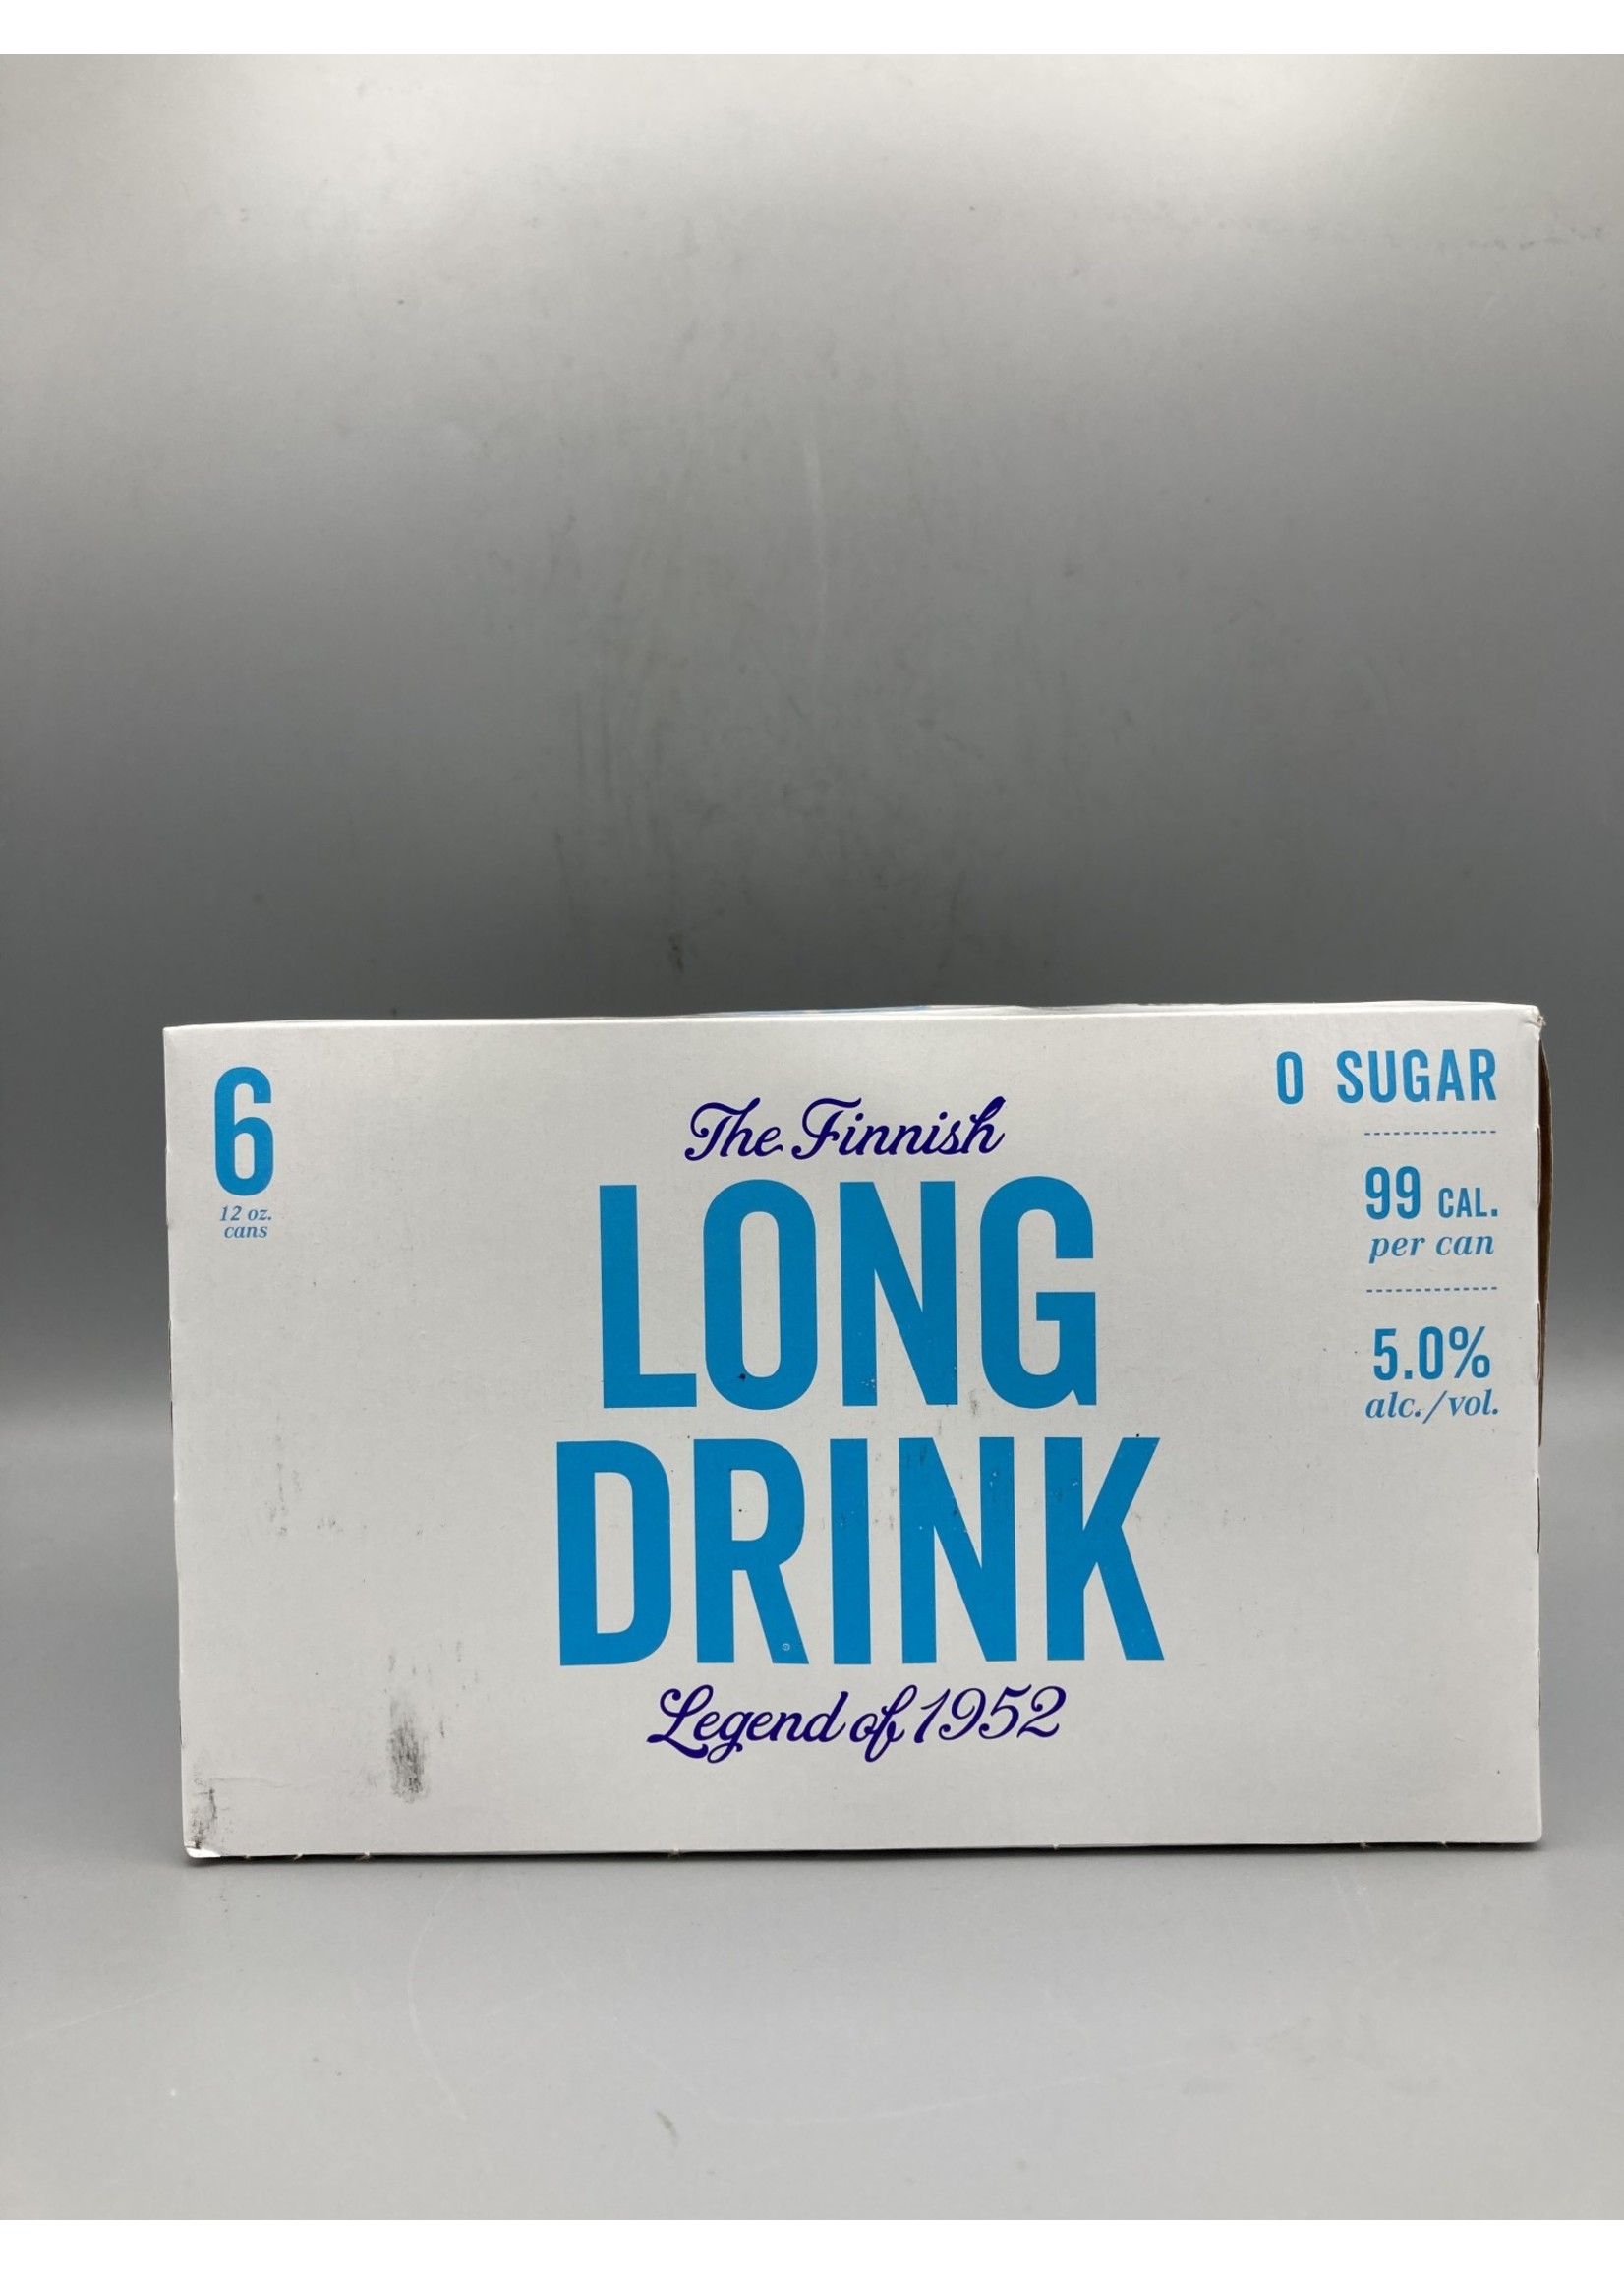 6
12 oz.
cans
The Finnish
LONG
DRINK
Legend of 1952
0 SUGAR
99 CAL.
per can
5.0%
alc./vol.